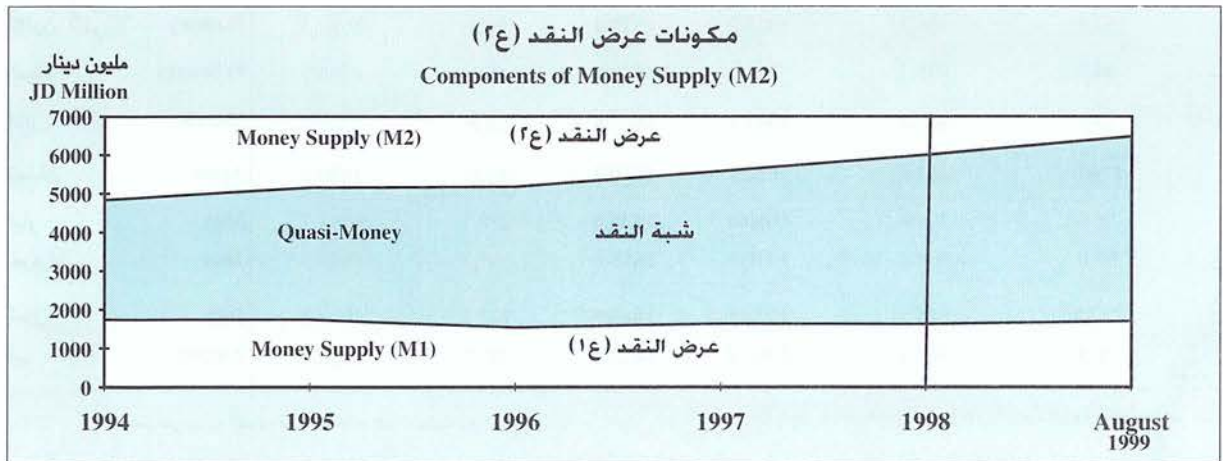 مكونات عرض النقد (ع٢)
Components of Money Supply (M2)
مليون دينار
JD Million
7000
6000
5000
4000
3000
2000
1000
0
Money Supply (M2) عرض النقد (ع٢)
Quasi-Money شبة النقد
Money Supply (M1) عرض النقد (ع١)
1994 1995 1996 1997 1998 August
1999